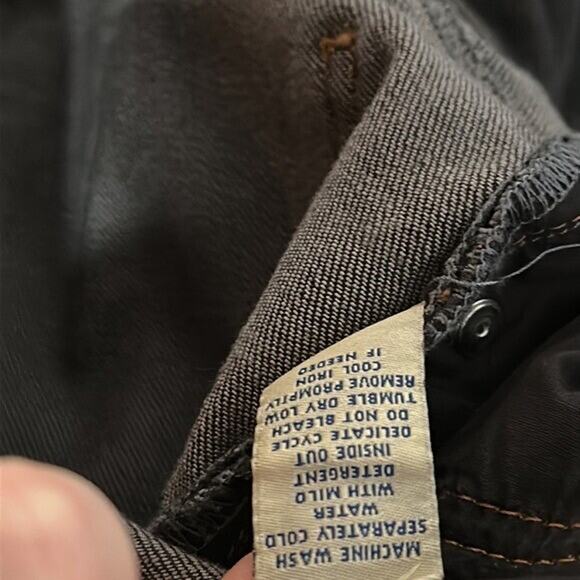 MACHINE WASH
SEPARATELY COLD
WATER
WITH MILD
DETERGENT
INSIDE OUT
DELICATE CYCLE
DO NOT BLEACH
TUMBLE DRY LOW
REMOVE PROMPTLY
COOL IRON
IF NEEDED